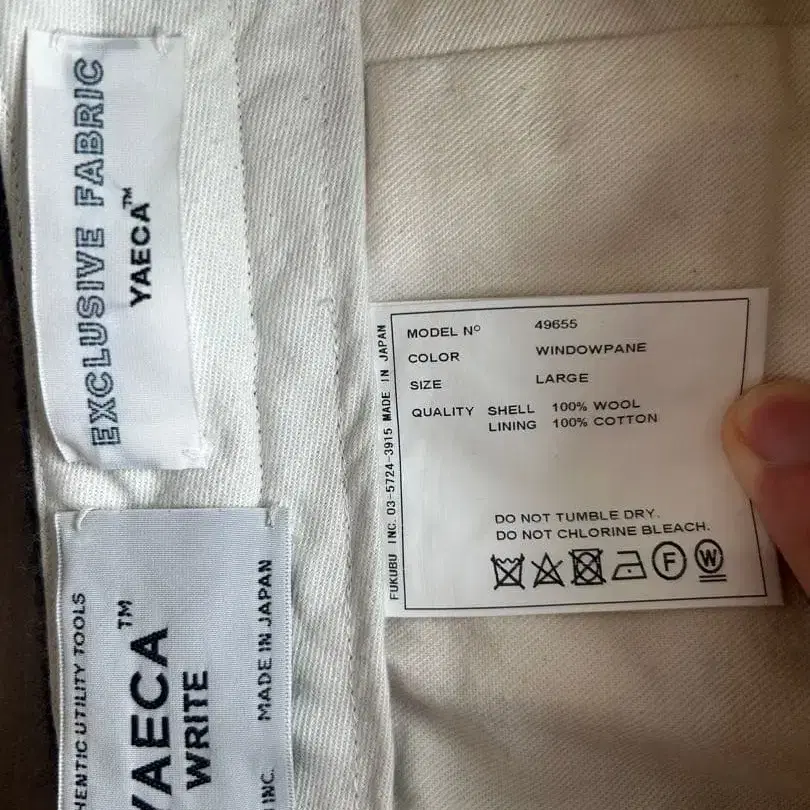 EXCLUSIVE FABRIC
YAECA™
HENTIC UTILITY TOOLS
YAECA™
WRITE
INC. MADE IN JAPAN
FUKUBU INC. 03-5724-3915 MADE IN JAPAN
MODEL Nº 49655
COLOR WINDOWPANE
SIZE LARGE
QUALITY SHELL 100% WOOL
LINING 100% COTTON
DO NOT TUMBLE DRY.
DO NOT CHLORINE BLEACH.
F W